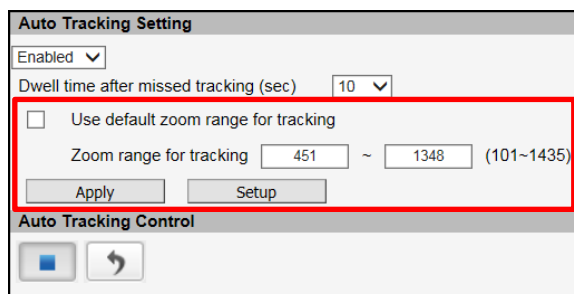 Auto Tracking Setting
Enabled
Dwell time after missed tracking (sec) 10
Use default zoom range for tracking
Zoom range for tracking 451 ~ 1348 (101~1435)
Apply Setup
Auto Tracking Control